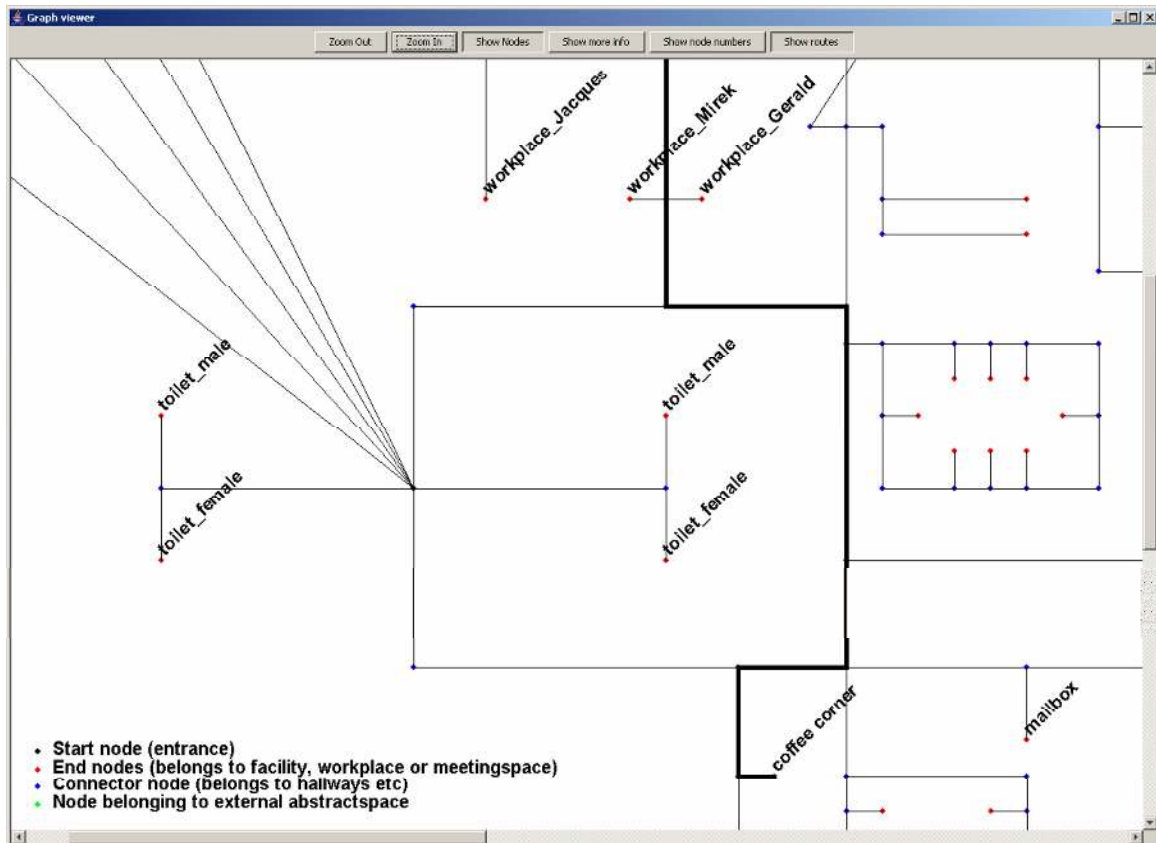 Graph viewer
Zoom Out
Zoom In
Show Nodes
Show more info
Show node numbers
Show routes
workplace_Jacques
workplace_Mirek
workplace_Gerald
toilet_male
toilet_male
toilet_female
toilet_female
coffee corner
mailbox
Start node (entrance)
End nodes (belongs to facility, workplace or meetingspace)
Connector node (belongs to hallways etc)
Node belonging to external abstractspace